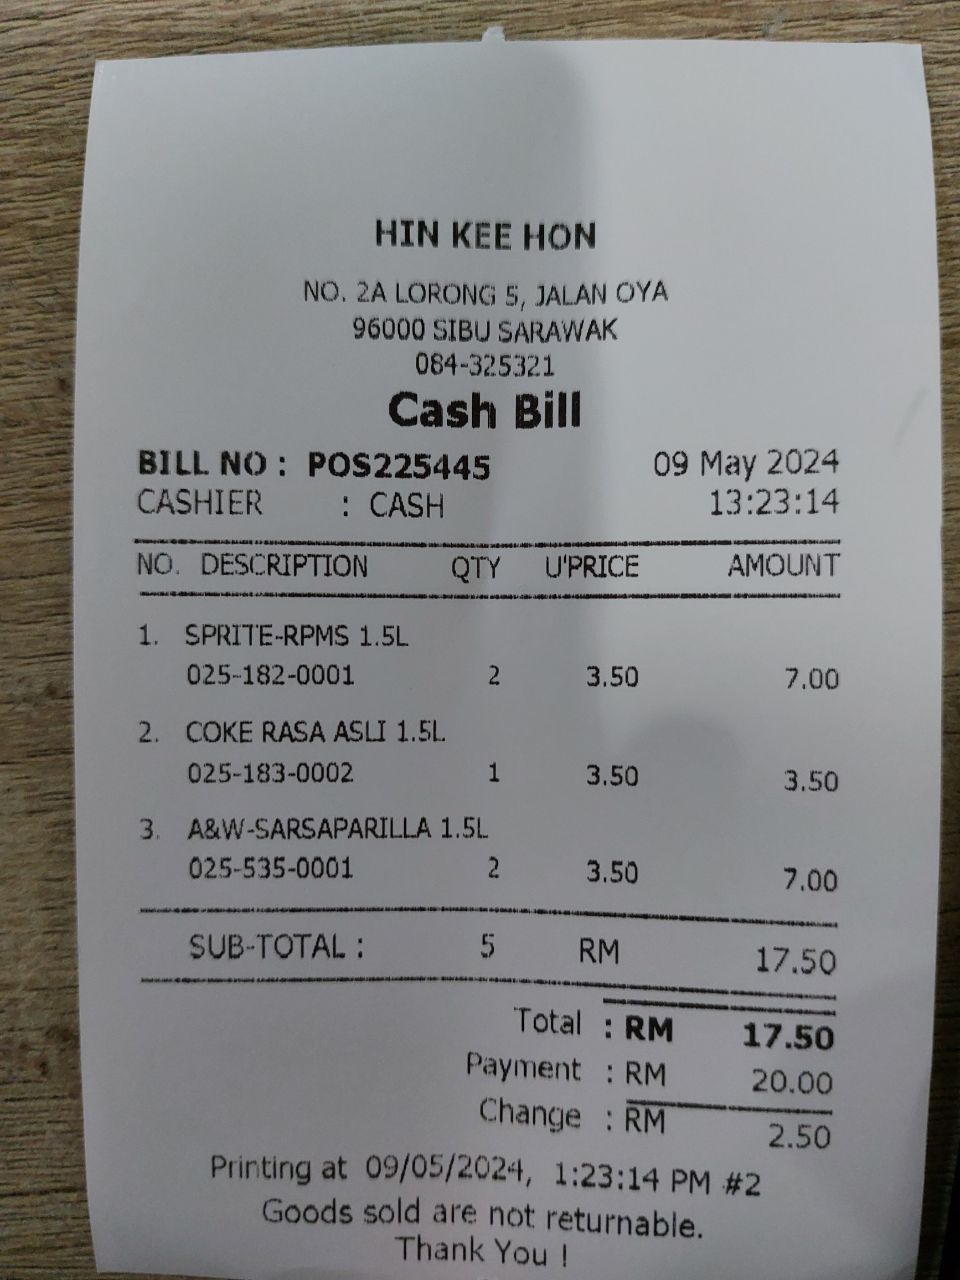 HIN KEE HON
NO. 2A LORONG 5, JALAN OYA
96000 SIBU SARAWAK
084-325321
Cash Bill
BILL NO : POS225445 09 May 2024
CASHIER : CASH 13:23:14
NO. DESCRIPTION QTY U'PRICE AMOUNT
1. SPRITE-RPMS 1.5L
025-182-0001 2 3.50 7.00
2. COKE RASA ASLI 1.5L
025-183-0002 1 3.50 3.50
3. A&W-SARSAPARILLA 1.5L
025-535-0001 2 3.50 7.00
SUB-TOTAL : 5 RM 17.50
Total : RM 17.50
Payment : RM 20.00
Change : RM 2.50
Printing at 09/05/2024, 1:23:14 PM #2
Goods sold are not returnable.
Thank You !